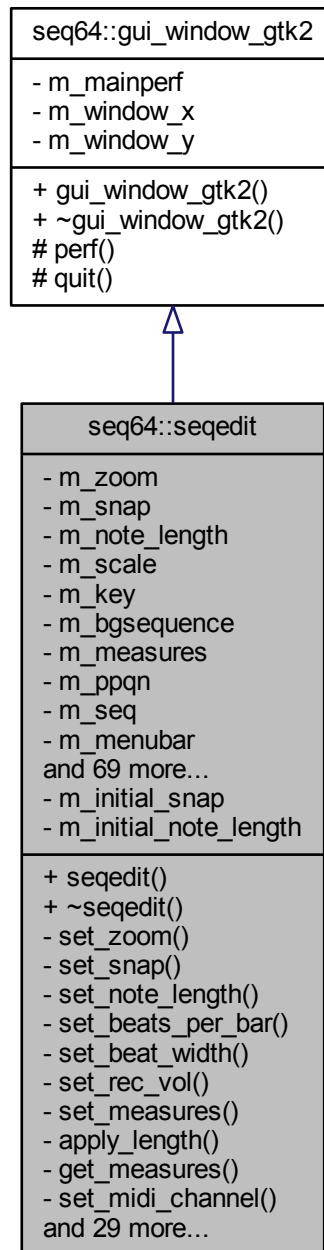 seq64::gui_window_gtk2
- m_mainperf
- m_window_x
- m_window_y
+ gui_window_gtk2()
+ ~gui_window_gtk2()
# perf()
# quit()
seq64::seqedit
- m_zoom
- m_snap
- m_note_length
- m_scale
- m_key
- m_bgsequence
- m_measures
- m_ppqn
- m_seq
- m_menubar
and 69 more...
- m_initial_snap
- m_initial_note_length
+ seqedit()
+ ~seqedit()
- set_zoom()
- set_snap()
- set_note_length()
- set_beats_per_bar()
- set_beat_width()
- set_rec_vol()
- set_measures()
- apply_length()
- get_measures()
- set_midi_channel()
and 29 more...